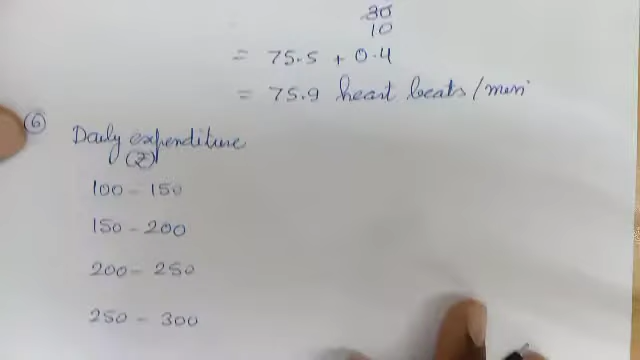 30
10
= 75.5 + 0.4
= 75.9 heart beats/min
6
Daily expenditure
(₹)
100 - 150
150 - 200
200 - 250
250 - 300